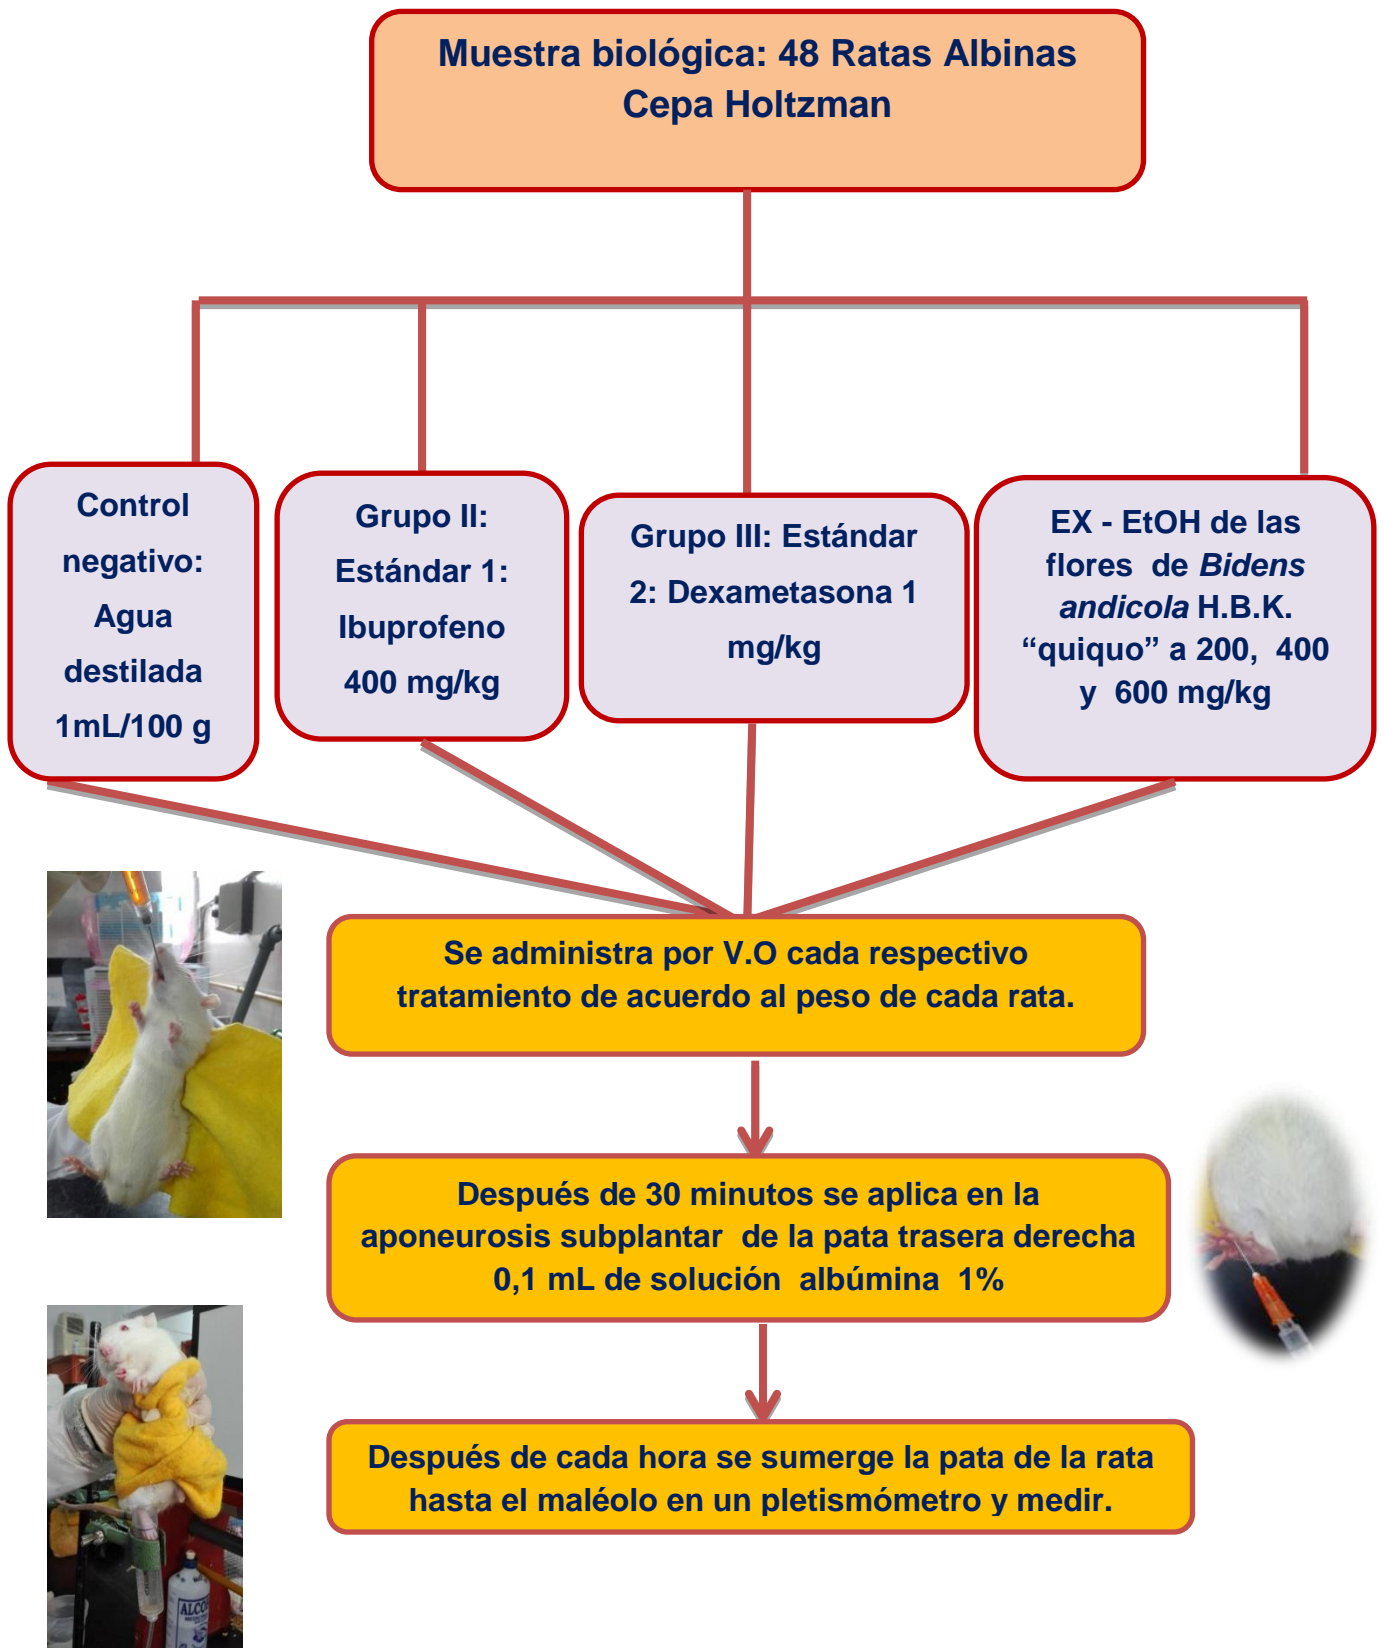 Muestra biológica: 48 Ratas Albinas
Cepa Holtzman
Control
negativo:
Agua
destilada
1mL/100 g
Grupo II:
Estándar 1:
Ibuprofeno
400 mg/kg
Grupo III: Estándar
2: Dexametasona 1
mg/kg
EX - EtOH de las
flores de Bidens
andicola H.B.K.
“quiquo” a 200, 400
y 600 mg/kg
Se administra por V.O cada respectivo
tratamiento de acuerdo al peso de cada rata.
Después de 30 minutos se aplica en la
aponeurosis subplantar de la pata trasera derecha
0,1 mL de solución albúmina 1%
Después de cada hora se sumerge la pata de la rata
hasta el maléolo en un pletismómetro y medir.